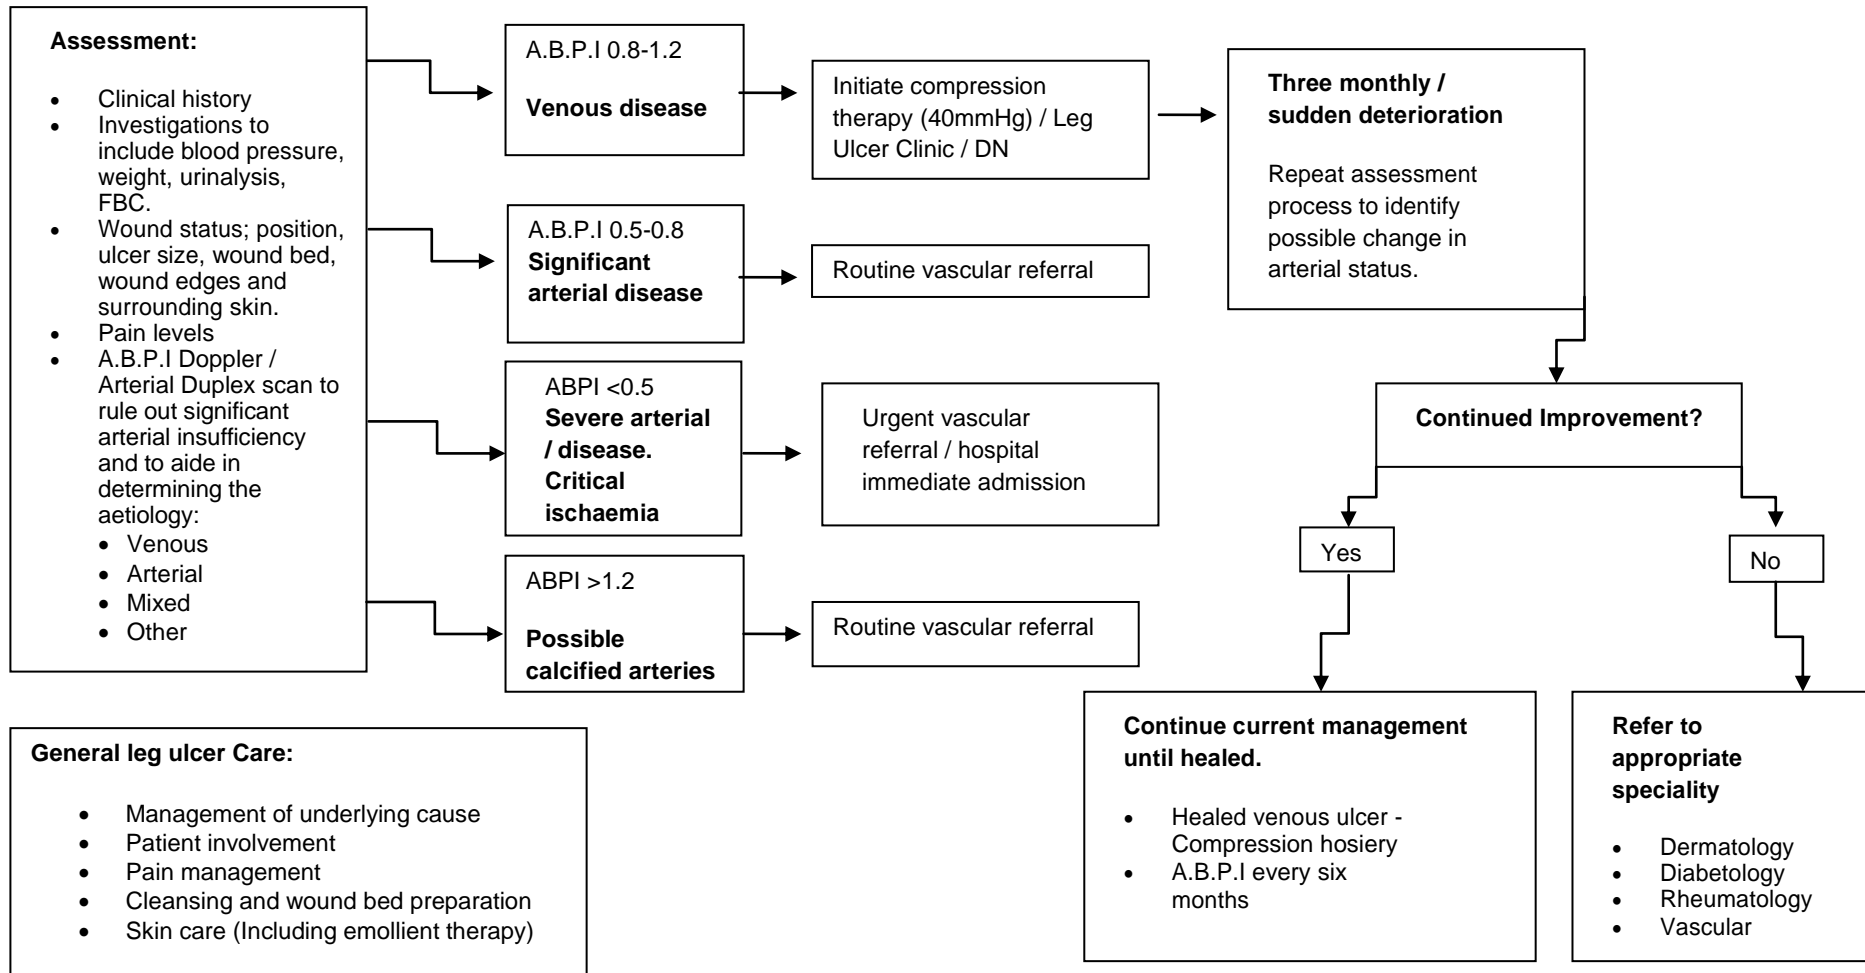 Assessment:
• Clinical history
• Investigations to
include blood pressure,
weight, urinalysis,
FBC.
• Wound status; position,
ulcer size, wound bed,
wound edges and
surrounding skin.
• Pain levels
• A.B.P.I Doppler /
Arterial Duplex scan to
rule out significant
arterial insufficiency
and to aide in
determining the
aetiology:
• Venous
• Arterial
• Mixed
• Other
A.B.P.I 0.8-1.2
Venous disease
Initiate compression
therapy (40mmHg) / Leg
Ulcer Clinic / DN
Three monthly /
sudden deterioration
Repeat assessment
process to identify
possible change in
arterial status.
A.B.P.I 0.5-0.8
Significant
arterial disease
Routine vascular referral
ABPI <0.5
Severe arterial
/ disease.
Critical
ischaemia
Urgent vascular
referral / hospital
immediate admission
ABPI >1.2
Possible
calcified arteries
Routine vascular referral
Continued Improvement?
Yes
No
Continue current management
until healed.
• Healed venous ulcer -
Compression hosiery
• A.B.P.I every six
months
Refer to
appropriate
speciality
• Dermatology
• Diabetology
• Rheumatology
• Vascular
General leg ulcer Care:
• Management of underlying cause
• Patient involvement
• Pain management
• Cleansing and wound bed preparation
• Skin care (Including emollient therapy)